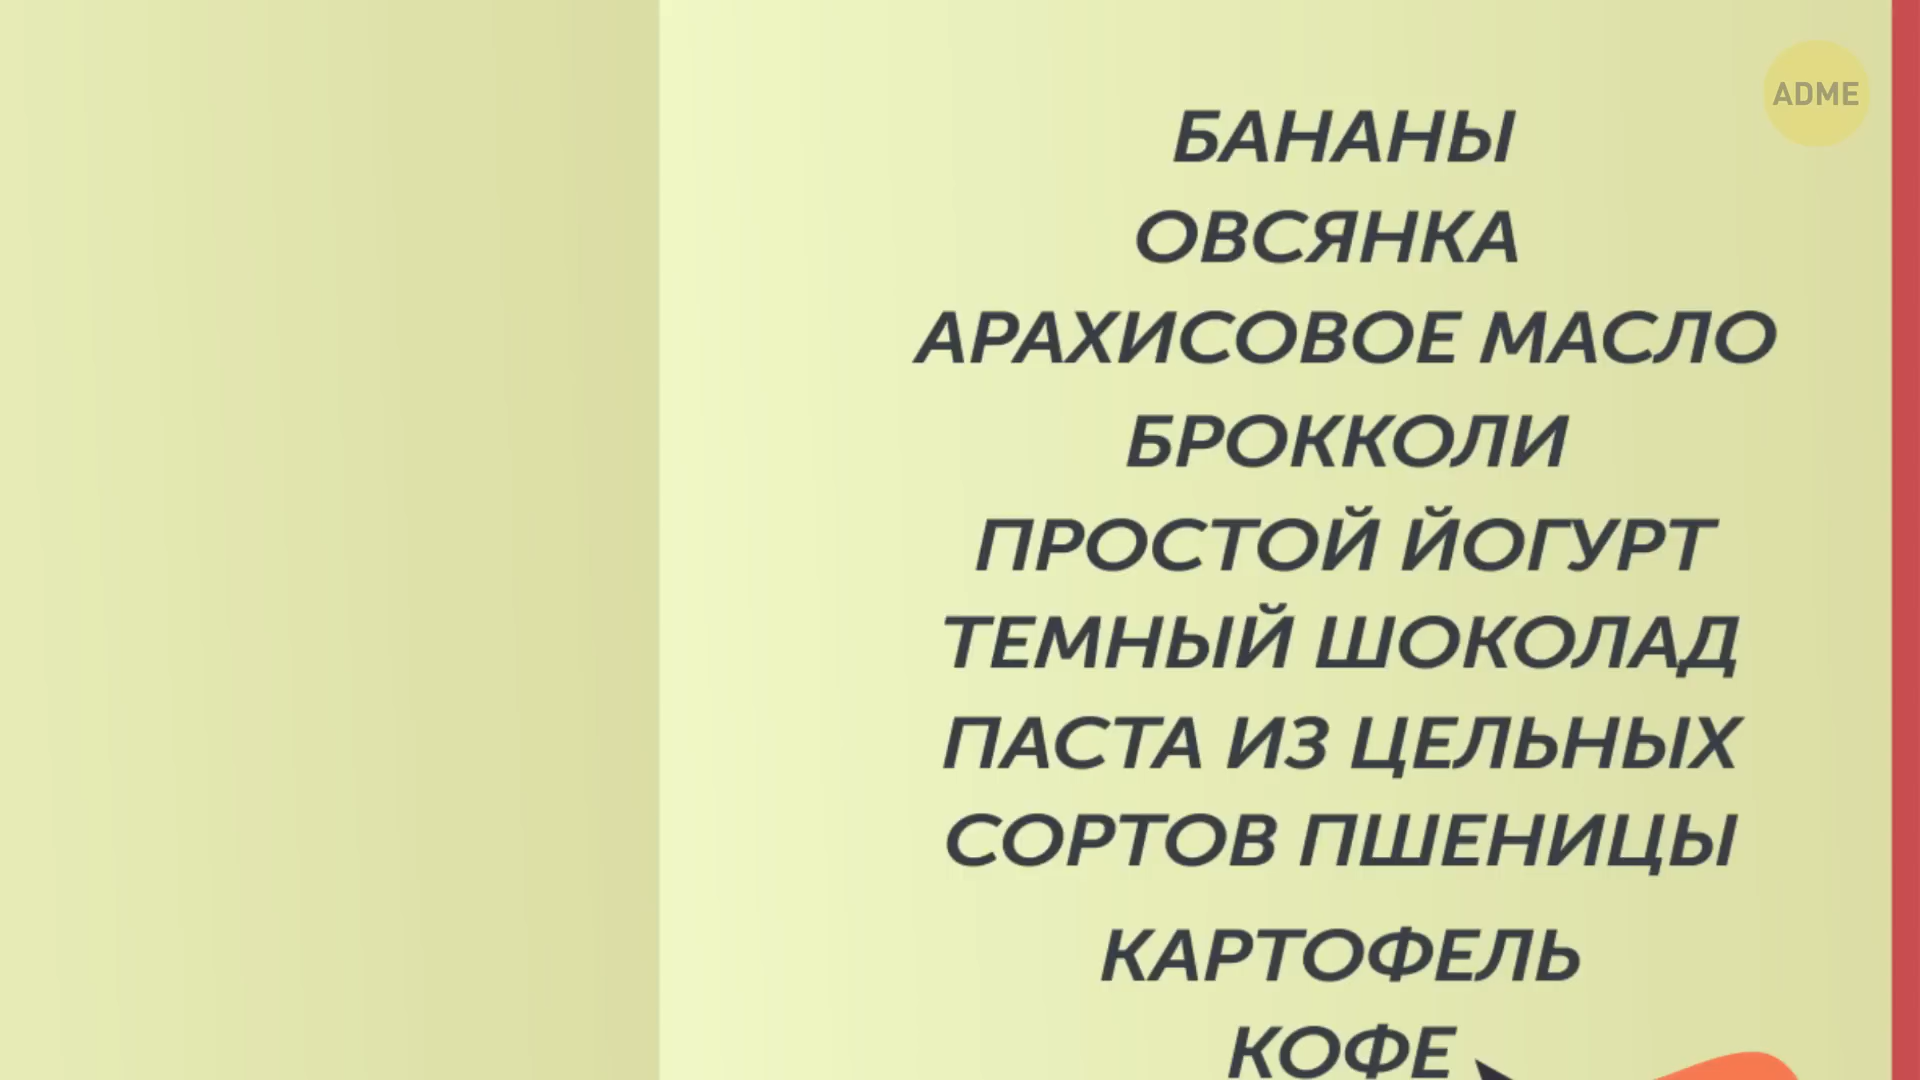 ADME
БАНАНЫ
ОВСЯНКА
АРАХИСОВОЕ МАСЛО
БРОККОЛИ
ПРОСТОЙ ЙОГУРТ
ТЕМНЫЙ ШОКОЛАД
ПАСТА ИЗ ЦЕЛЬНЫХ
СОРТОВ ПШЕНИЦЫ
КАРТОФЕЛЬ
КОФЕ